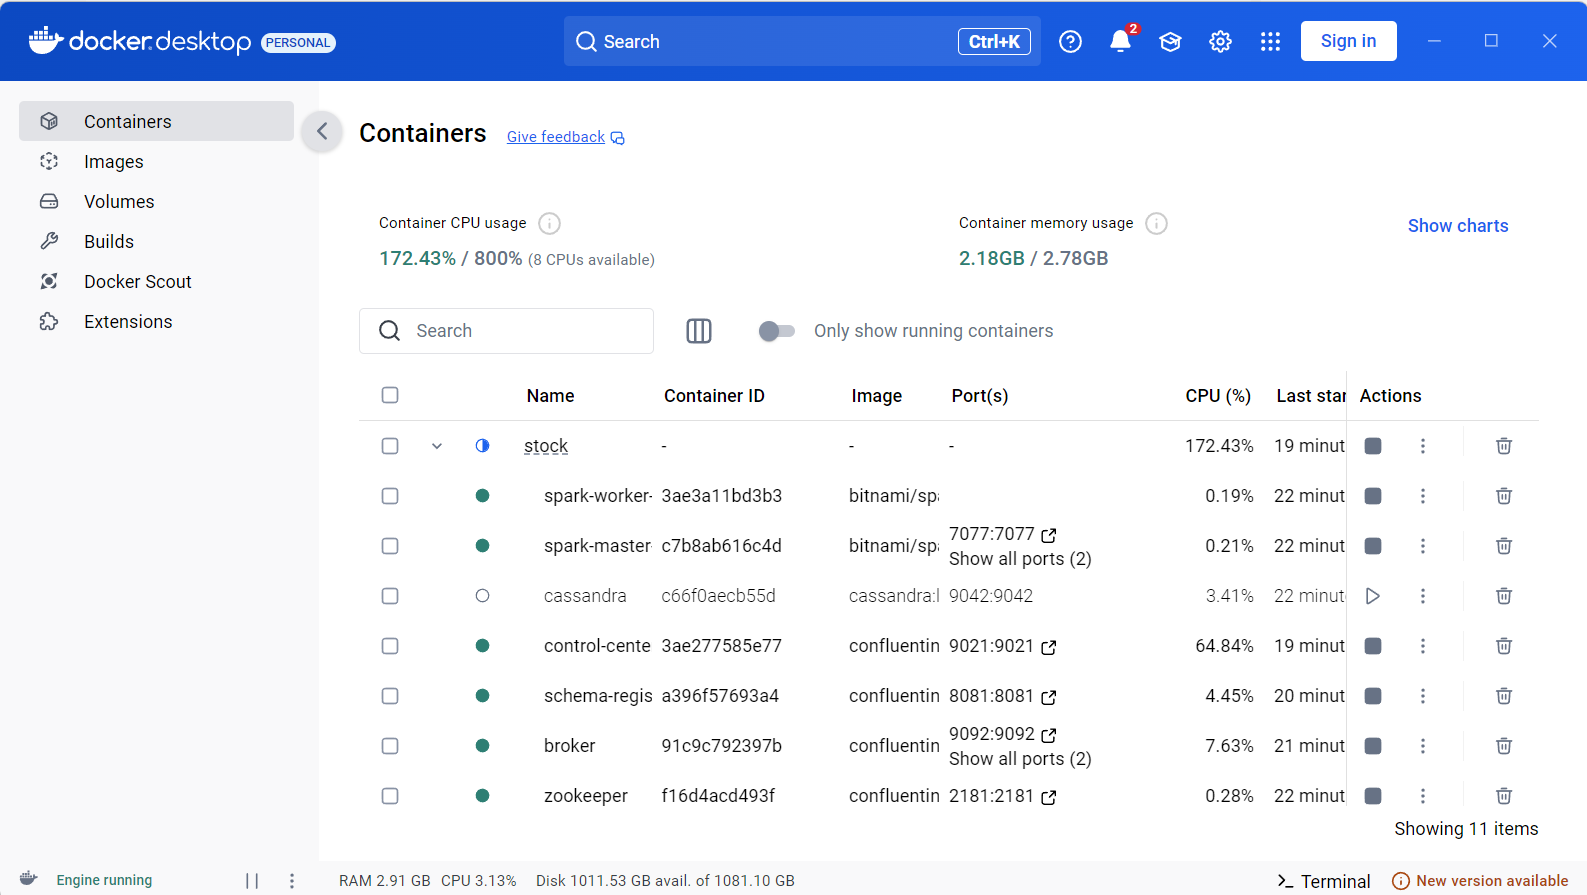 docker.desktop PERSONAL
Search Ctrl+K
2
Sign in
Containers
Images
Volumes
Builds
Docker Scout
Extensions
Containers Give feedback
Container CPU usage
172.43% / 800% (8 CPUs available)
Container memory usage
2.18GB / 2.78GB
Show charts
Search
Only show running containers
Name Container ID Image Port(s) CPU (%) Last star Actions
stock - - - 172.43% 19 minut
spark-worker- 3ae3a11bd3b3 bitnami/spa 0.19% 22 minut
spark-master- c7b8ab616c4d bitnami/spa 7077:7077 0.21% 22 minut
Show all ports (2)
cassandra c66f0aecb55d cassandra:l 9042:9042 3.41% 22 minut
control-cente 3ae277585e77 confluentin 9021:9021 64.84% 19 minut
schema-regis a396f57693a4 confluentin 8081:8081 4.45% 20 minut
broker 91c9c792397b confluentin 9092:9092 7.63% 21 minut
Show all ports (2)
zookeeper f16d4acd493f confluentin 2181:2181 0.28% 22 minut
Showing 11 items
Engine running
RAM 2.91 GB CPU 3.13% Disk 1011.53 GB avail. of 1081.10 GB
Terminal
New version available